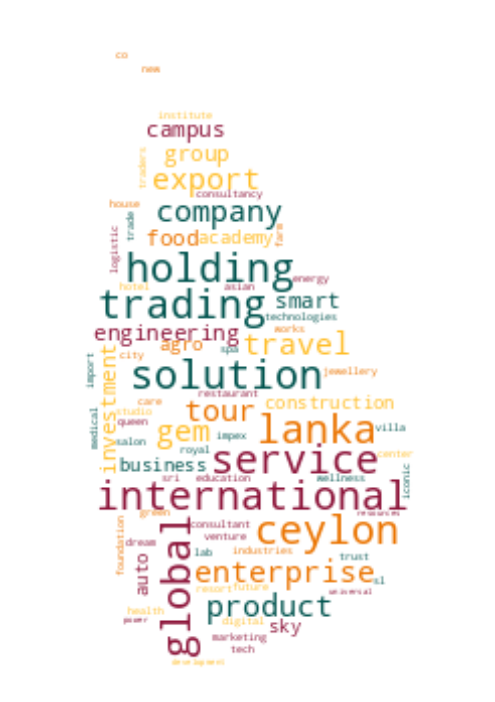 co
new
institute
campus
traders
group
export
consultancy
house
company
trade
logistic
food
academy
farm
holding
energy
hotel
asian
trading
smart
technologies
works
engineering
agro
travel
spa
city
import
investment
solution
jewellery
restaurant
care
tour
construction
studio
queen
gem
lanka
impex
villa
medical
salon
royal
business
service
center
iconic
sri
education
wellness
international
resources
green
consultant
ceylon
foundation
global
dream
venture
auto
lab
industries
trust
enterprise
sl
resort
future
universal
health
product
power
digital
sky
marketing
tech
development